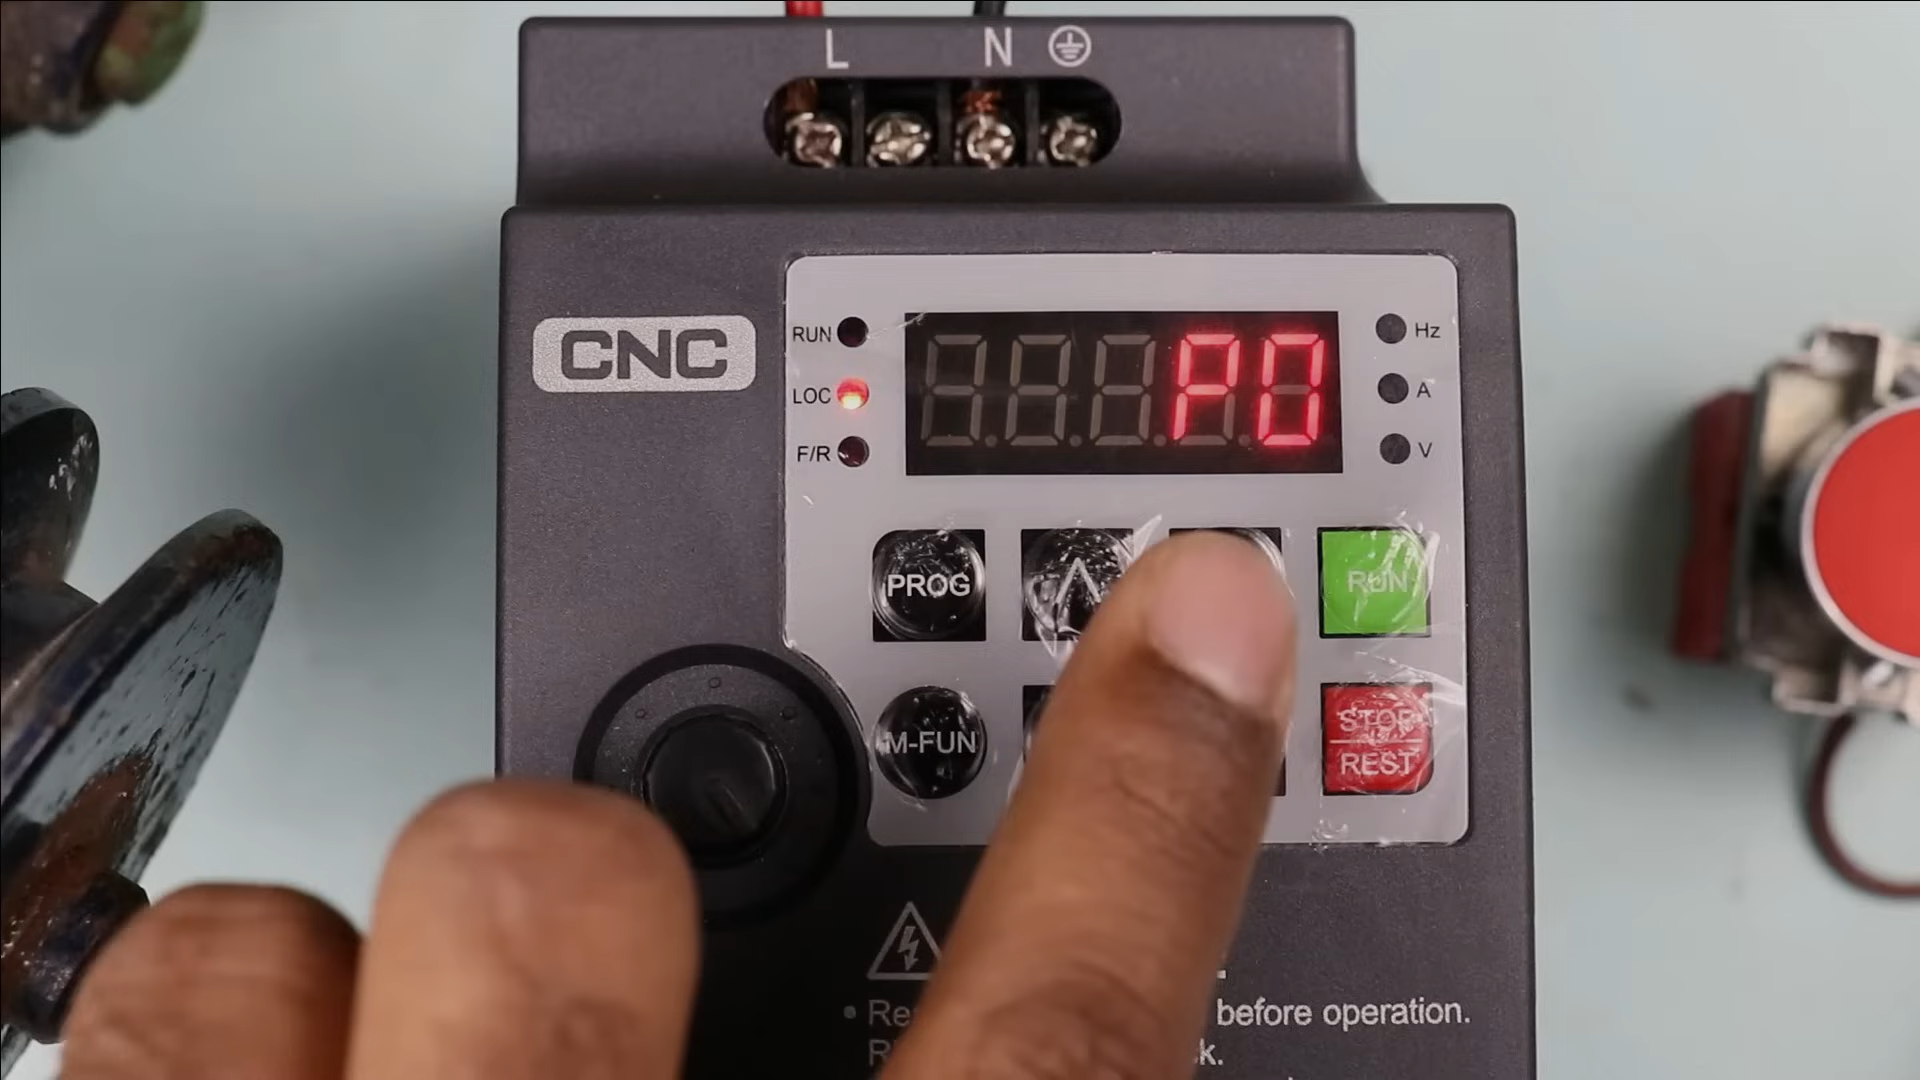 L N
CNC
RUN
LOC
F/R
P0
Hz
A
V
PROG
RUN
M-FUN
STOP
REST
before operation.